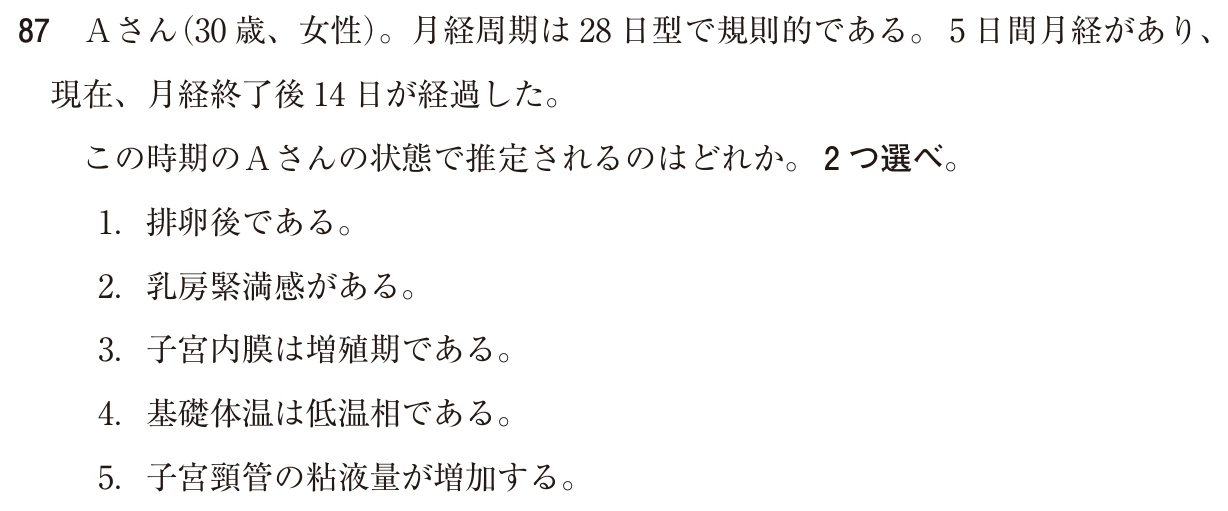 87 Aさん(30歳、女性)。月経周期は28日型で規則的である。5日間月経があり、
現在、月経終了後14日が経過した。
この時期のAさんの状態で推定されるのはどれか。2つ選べ。
1. 排卵後である。
2. 乳房緊満感がある。
3. 子宮内膜は増殖期である。
4. 基礎体温は低温相である。
5. 子宮頸管の粘液量が増加する。